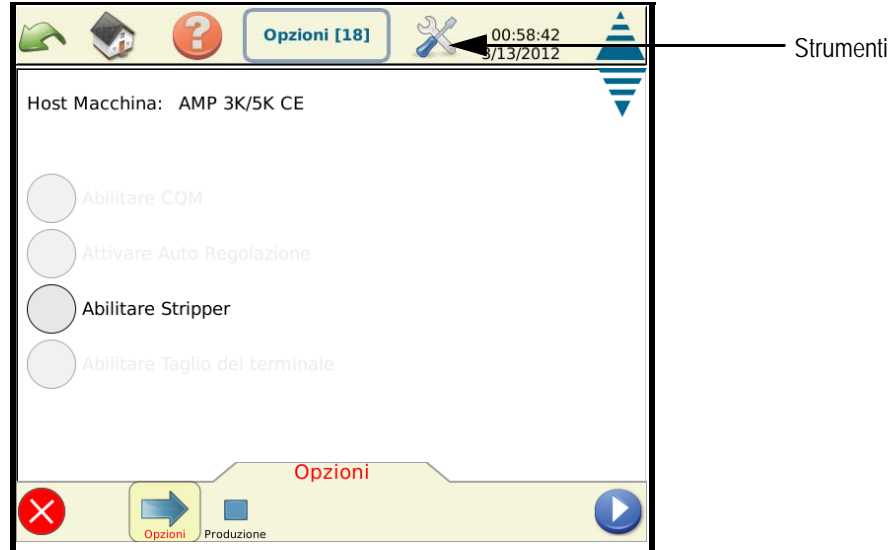 Opzioni [18]
00:58:42
3/13/2012
Strumenti
Host Macchina: AMP 3K/5K CE
Abilitare CQM
Attivare Auto Regolazione
Abilitare Stripper
Abilitare Taglio del terminale
Opzioni
Opzioni
Produzione